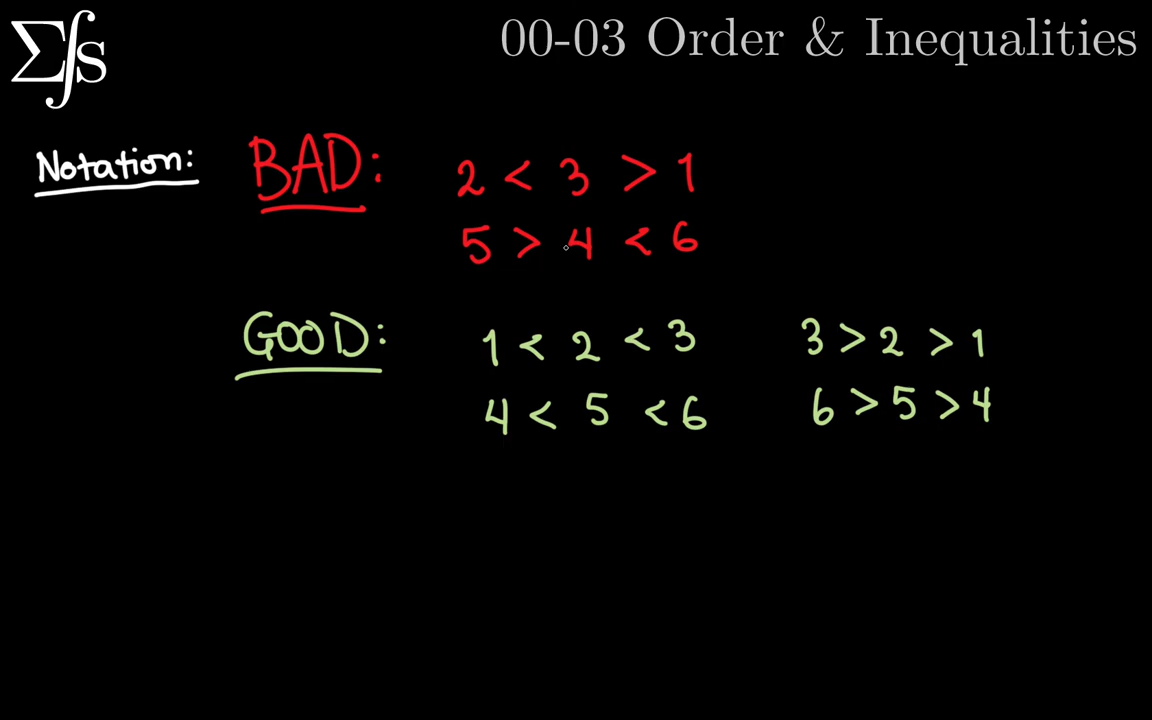 ∑∫s
00-03 Order & Inequalities
Notation: BAD: 2 < 3 > 1
5 > 4 < 6
GOOD: 1 < 2 < 3 3 > 2 > 1
4 < 5 < 6 6 > 5 > 4